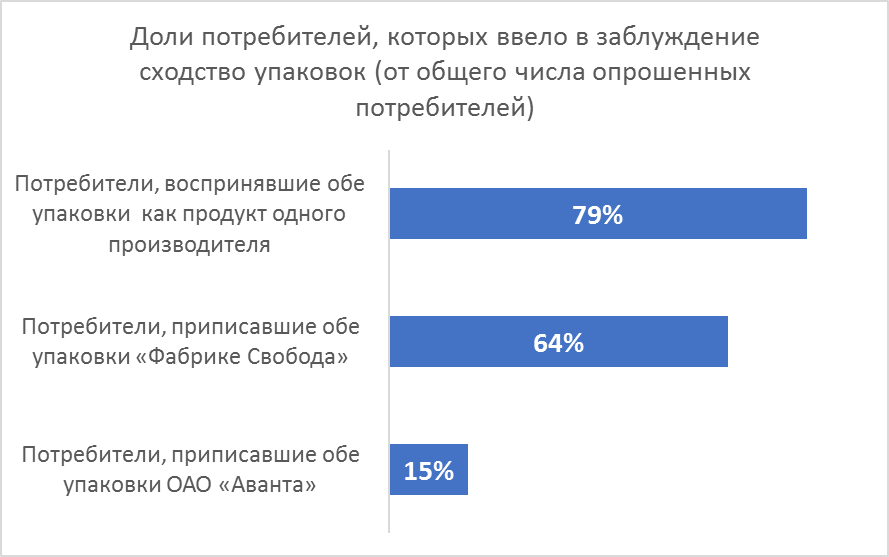 Доли потребителей, которых ввело в заблуждение
сходство упаковок (от общего числа опрошенных
потребителей)
Потребители, воспринявшие обе
упаковки как продукт одного
производителя
79%
Потребители, приписавшие обе
упаковки «Фабрике Свобода»
64%
Потребители, приписавшие обе
упаковки ОАО «Аванта»
15%